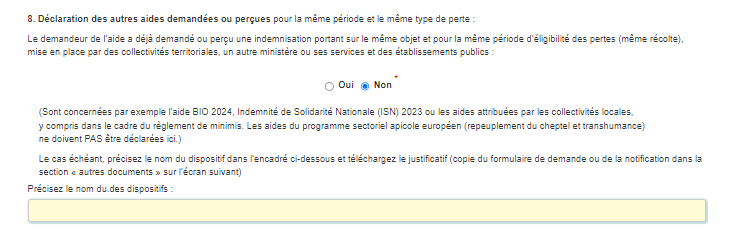 8. Déclaration des autres aides demandées ou perçues pour la même période et le même type de perte :
Le demandeur de l'aide a déjà demandé ou perçu une indemnisation portant sur le même objet et pour la même période d'éligibilité des pertes (même récolte),
mise en place par des collectivités territoriales, un autre ministère ou ses services et des établissements publics :
Oui Non *
(Sont concernées par exemple l'aide BIO 2024, Indemnité de Solidarité Nationale (ISN) 2023 ou les aides attribuées par les collectivités locales,
y compris dans le cadre du règlement de minimis. Les aides du programme sectoriel apicole européen (repeuplement du cheptel et transhumance)
ne doivent PAS être déclarées ici.)
Le cas échéant, précisez le nom du dispositif dans l'encadré ci-dessous et téléchargez le justificatif (copie du formulaire de demande ou de la notification dans la
section « autres documents » sur l'écran suivant)
Précisez le nom du.des dispositifs :